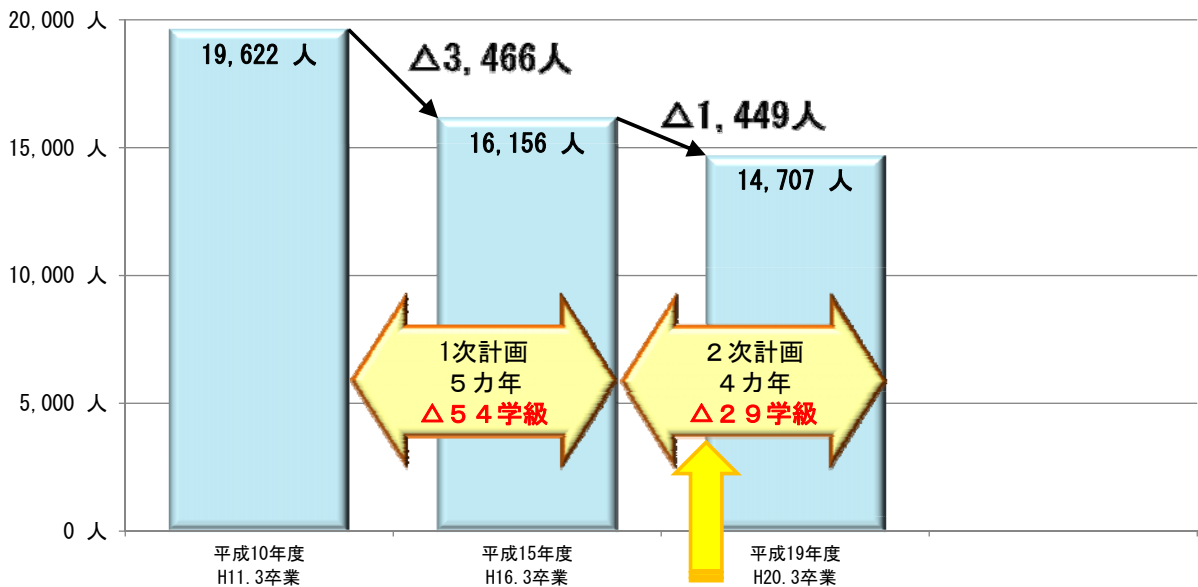 20,000 人
15,000 人
10,000 人
5,000 人
0 人
19,622 人
△3,466人
16,156 人
△1,449人
14,707 人
1次計画
５カ年
△５４学級
２次計画
４カ年
△２９学級
平成10年度
H11.3卒業
平成15年度
H16.3卒業
平成19年度
H20.3卒業